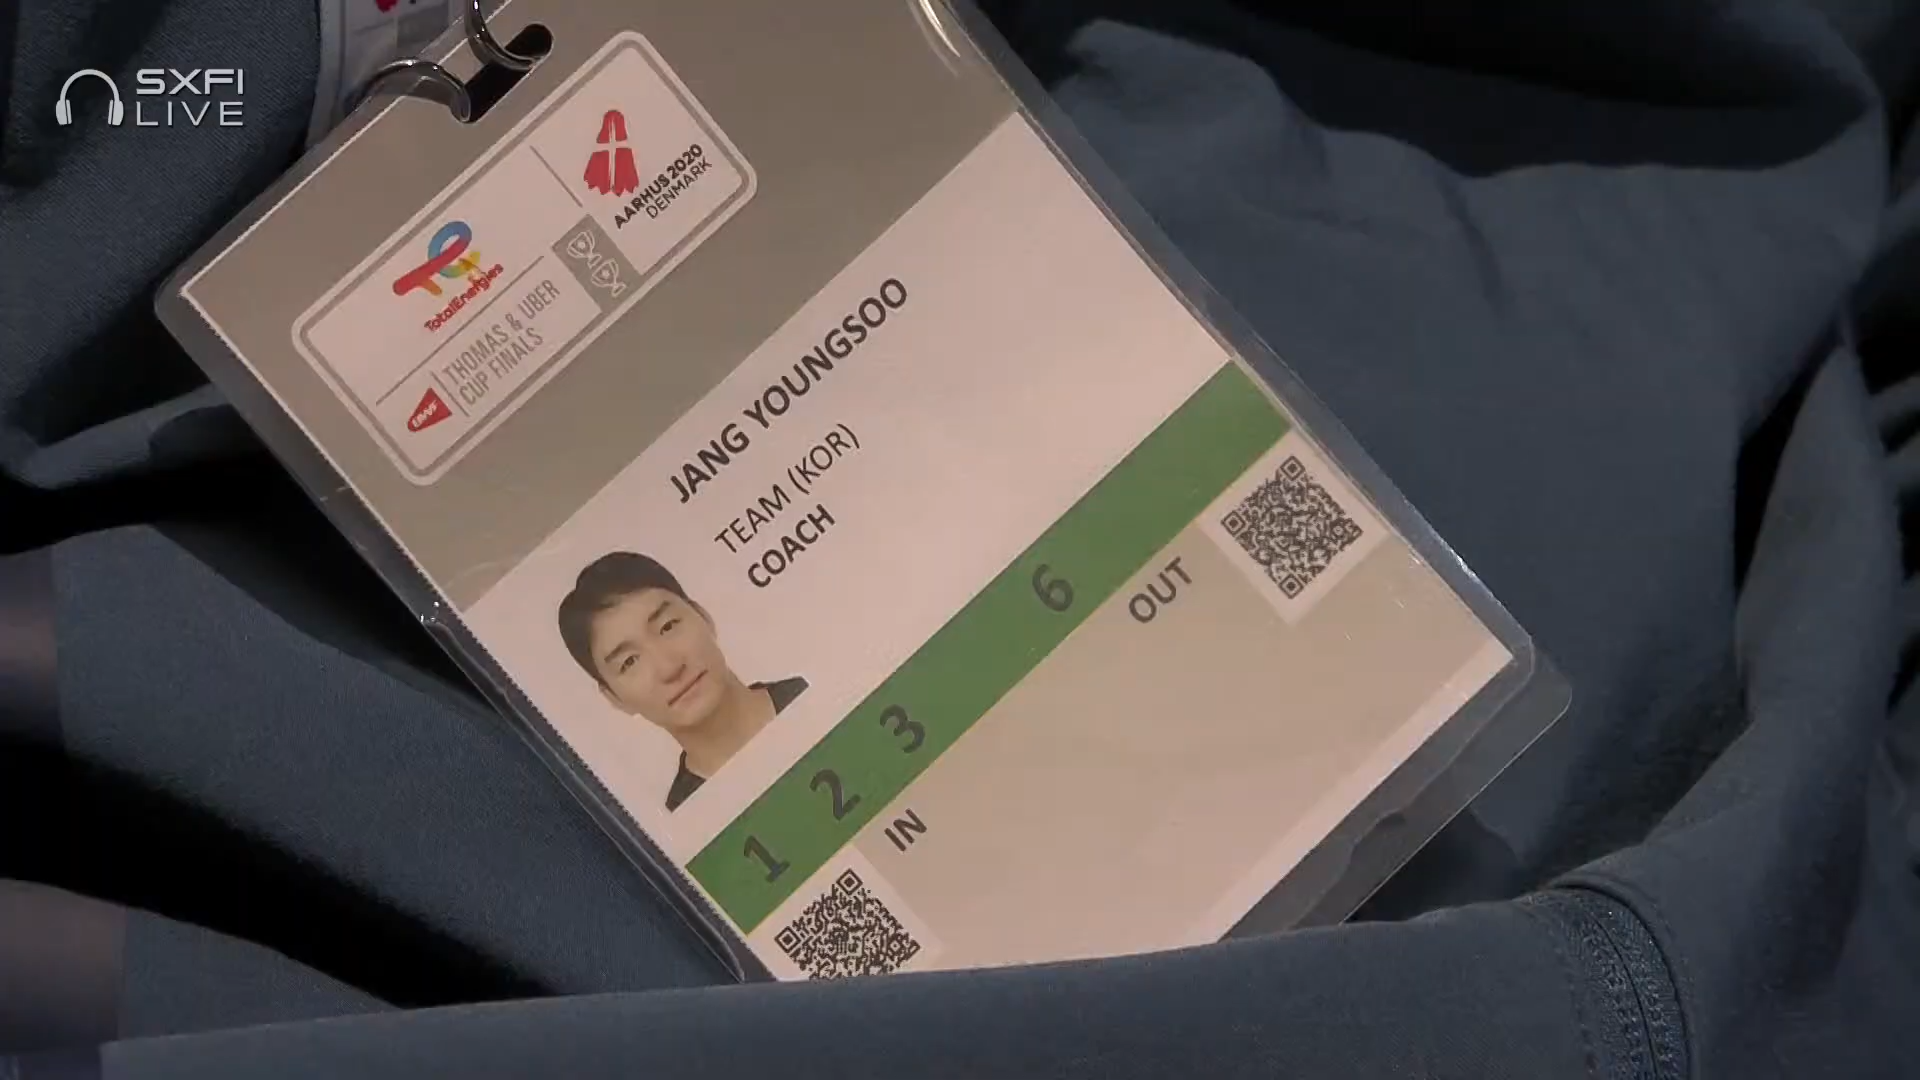 SXFI
LIVE
AARHUS 2020
DENMARK
TotalEnergies
THOMAS & UBER
CUP FINALS
BWF
JANG YOUNGSOO
TEAM (KOR)
COACH
1 2 3 6
IN
OUT